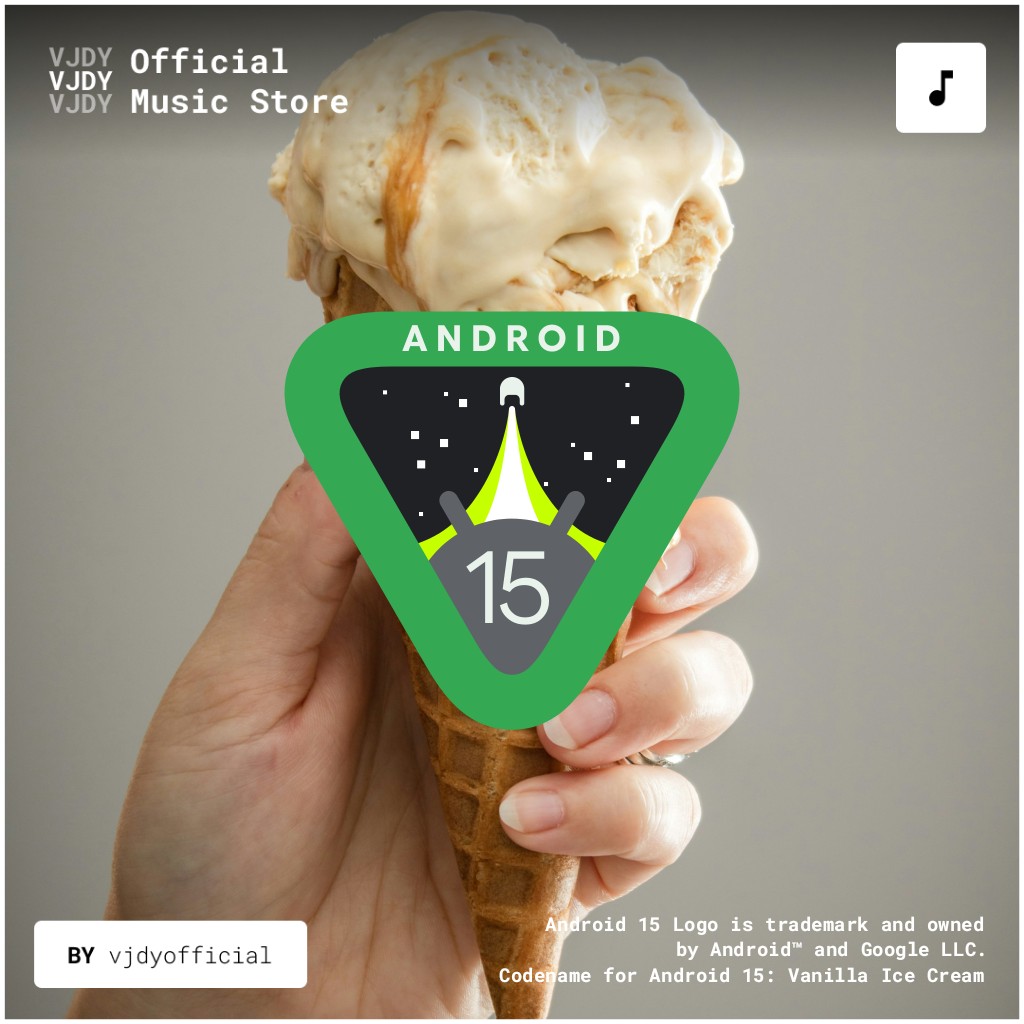 VJDY
VJDY
VJDY
Official
Music Store
ANDROID
15
BY vjdyofficial
Android 15 Logo is trademark and owned
by Android™ and Google LLC.
Codename for Android 15: Vanilla Ice Cream